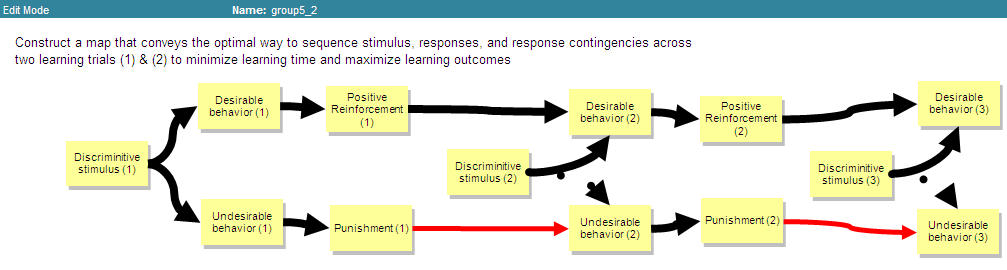 Edit Mode
Name: group5_2
Construct a map that conveys the optimal way to sequence stimulus, responses, and response contingencies across
two learning trials (1) & (2) to minimize learning time and maximize learning outcomes
Desirable
behavior (1)
Positive
Reinforcement
(1)
Desirable
behavior (2)
Positive
Reinforcement
(2)
Desirable
behavior (3)
Discriminitive
stimulus (1)
Discriminitive
stimulus (2)
Discriminitive
stimulus (3)
Undesirable
behavior (1)
Punishment (1)
Undesirable
behavior (2)
Punishment (2)
Undesirable
behavior (3)